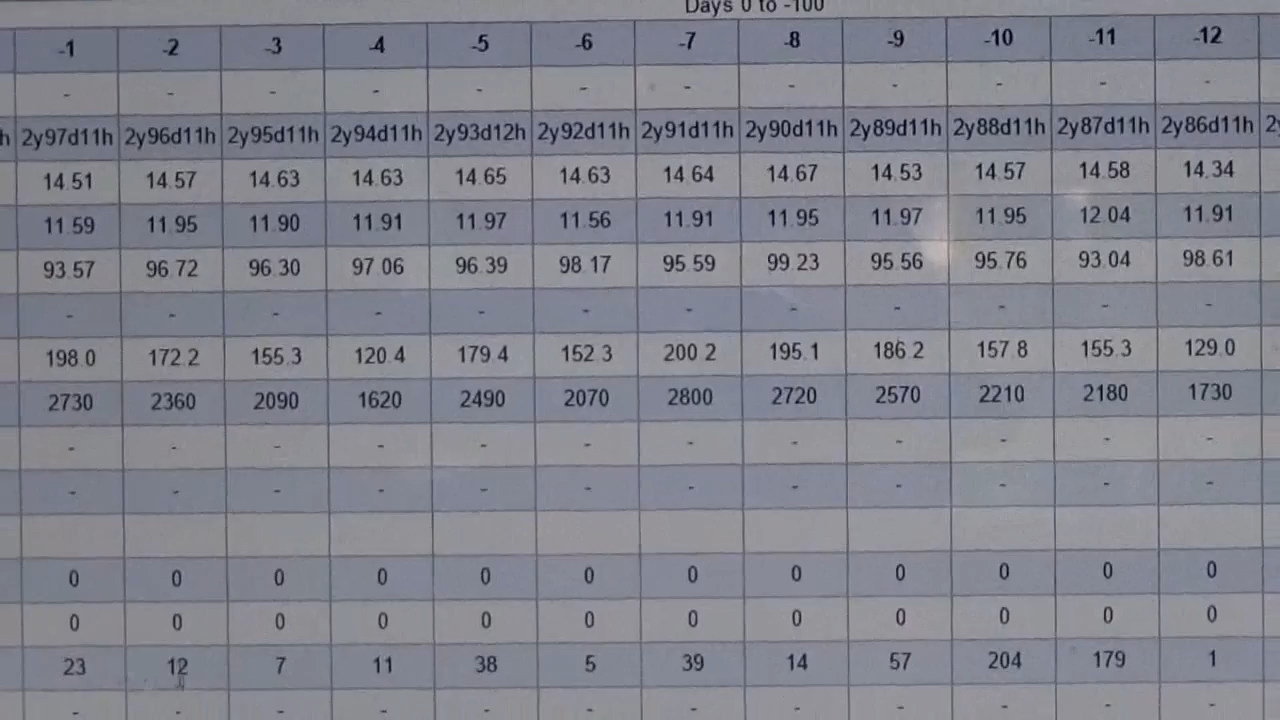 Days 0 to -100
-1 -2 -3 -4 -5 -6 -7 -8 -9 -10 -11 -12
- - - - - - - - - - - -
h 2y97d11h 2y96d11h 2y95d11h 2y94d11h 2y93d12h 2y92d11h 2y91d11h 2y90d11h 2y89d11h 2y88d11h 2y87d11h 2y86d11h
14.51 14.57 14.63 14.63 14.65 14.63 14.64 14.67 14.53 14.57 14.58 14.34
11.59 11.95 11.90 11.91 11.97 11.56 11.91 11.95 11.97 11.95 12.04 11.91
93.57 96.72 96.30 97.06 96.39 98.17 95.59 99.23 95.56 95.76 93.04 98.61
- - - - - - - - - - - -
198.0 172.2 155.3 120.4 179.4 152.3 200.2 195.1 186.2 157.8 155.3 129.0
2730 2360 2090 1620 2490 2070 2800 2720 2570 2210 2180 1730
- - - - - - - - - - - -
- - - - - - - - - - - -
0 0 0 0 0 0 0 0 0 0 0 0
0 0 0 0 0 0 0 0 0 0 0 0
23 12 7 11 38 5 39 14 57 204 179 1
- - - - - - - - - - - -